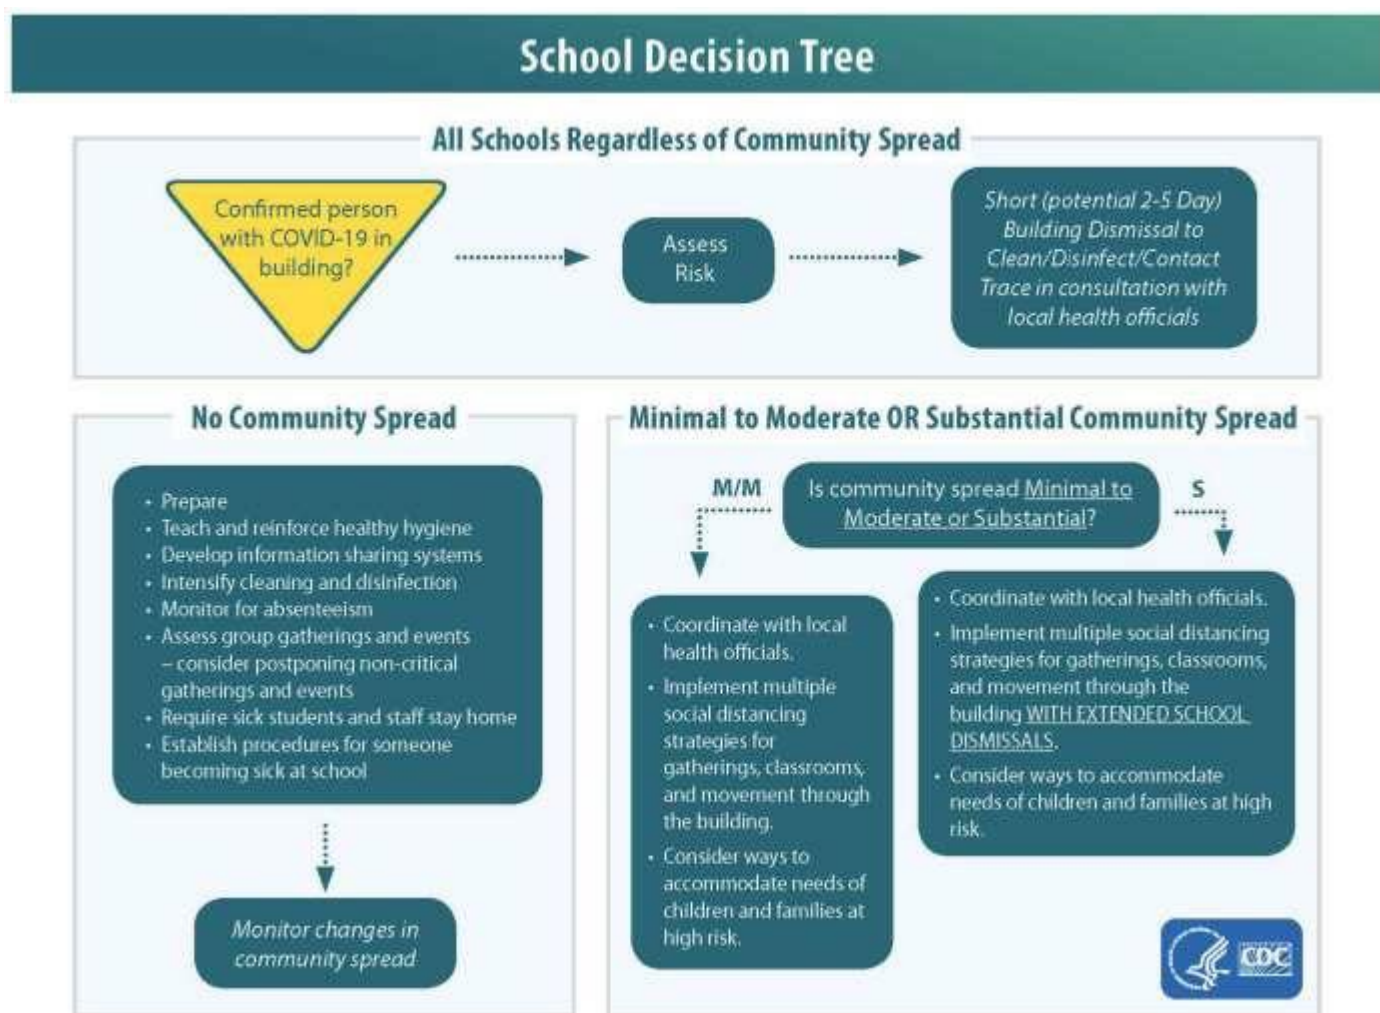 School Decision Tree
All Schools Regardless of Community Spread
Confirmed person
with COVID-19 in
building?
Assess
Risk
Short (potential 2-5 Day)
Building Dismissal to
Clean/Disinfect/Contact
Trace in consultation with
local health officials
No Community Spread
• Prepare
• Teach and reinforce healthy hygiene
• Develop information sharing systems
• Intensify cleaning and disinfection
• Monitor for absenteeism
• Assess group gatherings and events
– consider postponing non-critical
gatherings and events
• Require sick students and staff stay home
• Establish procedures for someone
becoming sick at school
Monitor changes in
community spread
Minimal to Moderate OR Substantial Community Spread
M/M
Is community spread Minimal to
Moderate or Substantial?
S
• Coordinate with local
health officials.
• Implement multiple
social distancing
strategies for
gatherings, classrooms,
and movement through
the building.
• Consider ways to
accommodate needs of
children and families at
high risk.
• Coordinate with local health officials.
• Implement multiple social distancing
strategies for gatherings, classrooms,
and movement through the
building WITH EXTENDED SCHOOL
DISMISSALS.
• Consider ways to accommodate
needs of children and families at high
risk.
CDC